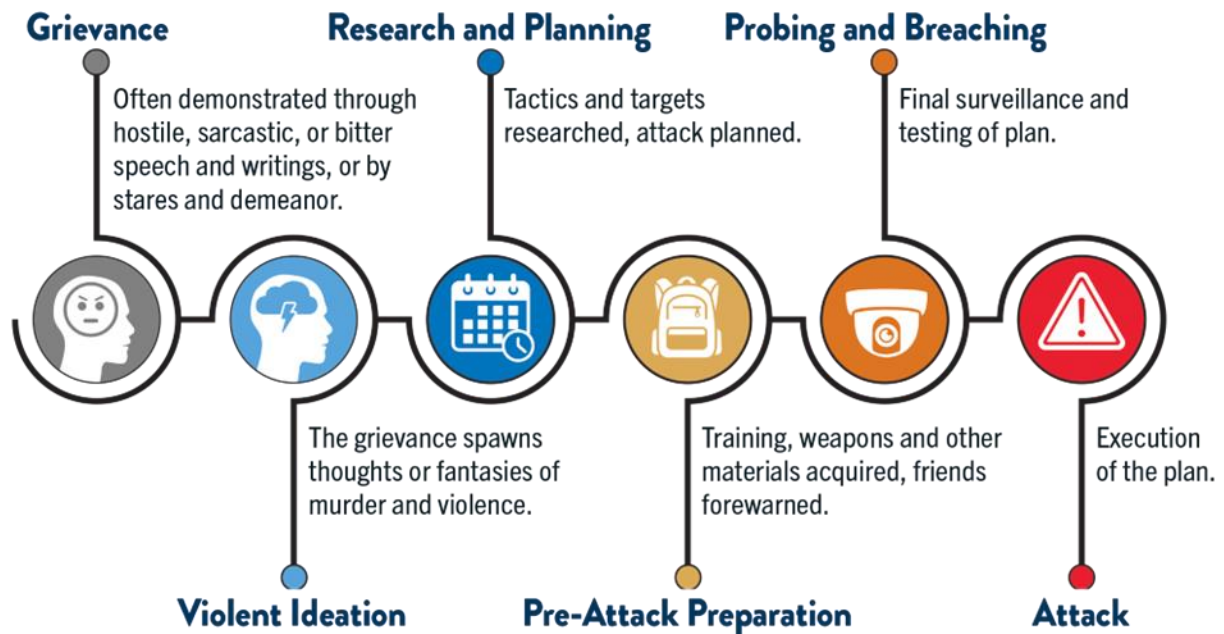 Grievance
Often demonstrated through
hostile, sarcastic, or bitter
speech and writings, or by
stares and demeanor.
Violent Ideation
The grievance spawns
thoughts or fantasies of
murder and violence.
Research and Planning
Tactics and targets
researched, attack planned.
Pre-Attack Preparation
Training, weapons and other
materials acquired, friends
forewarned.
Probing and Breaching
Final surveillance and
testing of plan.
Attack
Execution
of the plan.